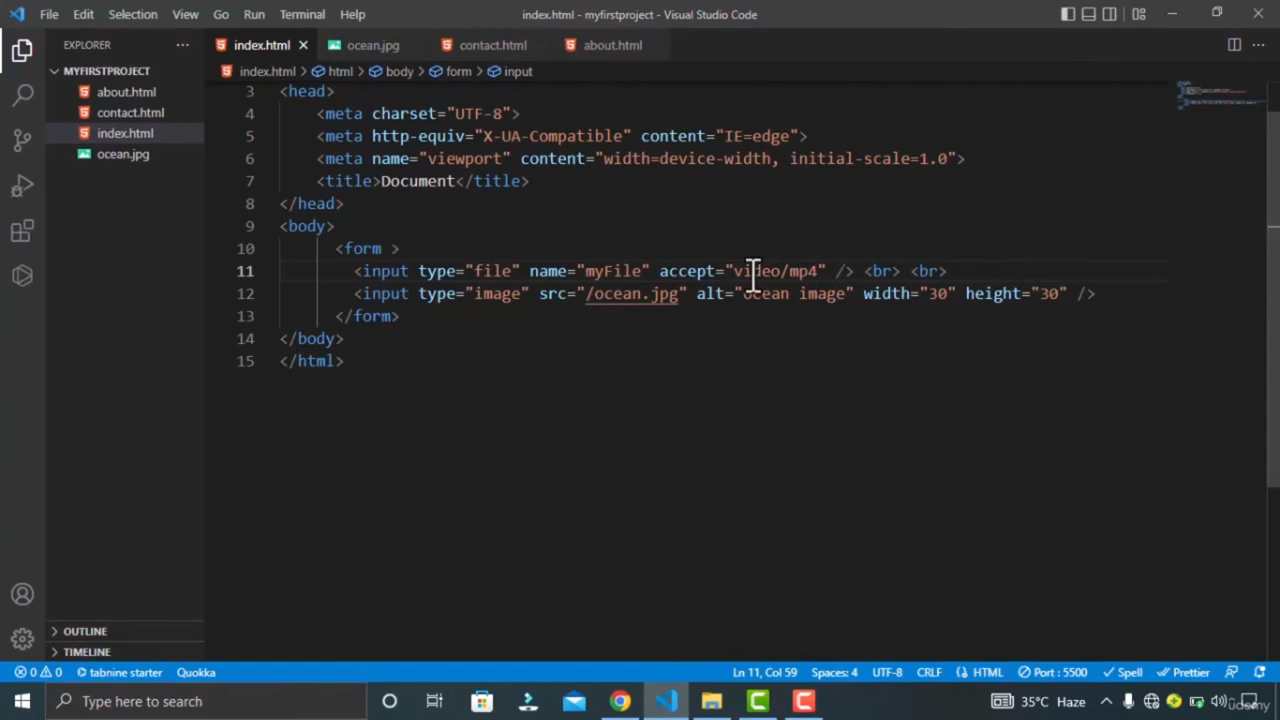 File Edit Selection View Go Run Terminal Help index.html - myfirstproject - Visual Studio Code
EXPLORER
index.html ocean.jpg contact.html about.html
MYFIRSTPROJECT
index.html > html > body > form > input
about.html
contact.html
index.html
ocean.jpg
3 <head>
4 <meta charset="UTF-8">
5 <meta http-equiv="X-UA-Compatible" content="IE=edge">
6 <meta name="viewport" content="width=device-width, initial-scale=1.0">
7 <title>Document</title>
8 </head>
9 <body>
10 <form >
11 <input type="file" name="myFile" accept="video/mp4" /> <br> <br>
12 <input type="image" src="/ocean.jpg" alt="ocean image" width="30" height="30" />
13 </form>
14 </body>
15 </html>
OUTLINE
TIMELINE
0 0 tabnine starter Quokka Ln 11, Col 59 Spaces: 4 UTF-8 CRLF HTML Port : 5500 Spell Prettier
Type here to search 35°C Haze
Udemy